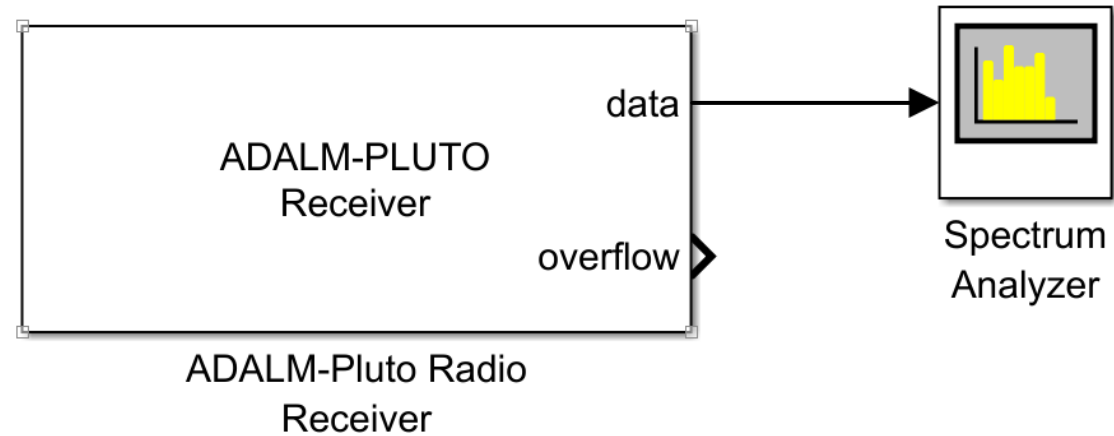 data
ADALM-PLUTO
Receiver
overflow
Spectrum
Analyzer
ADALM-Pluto Radio
Receiver